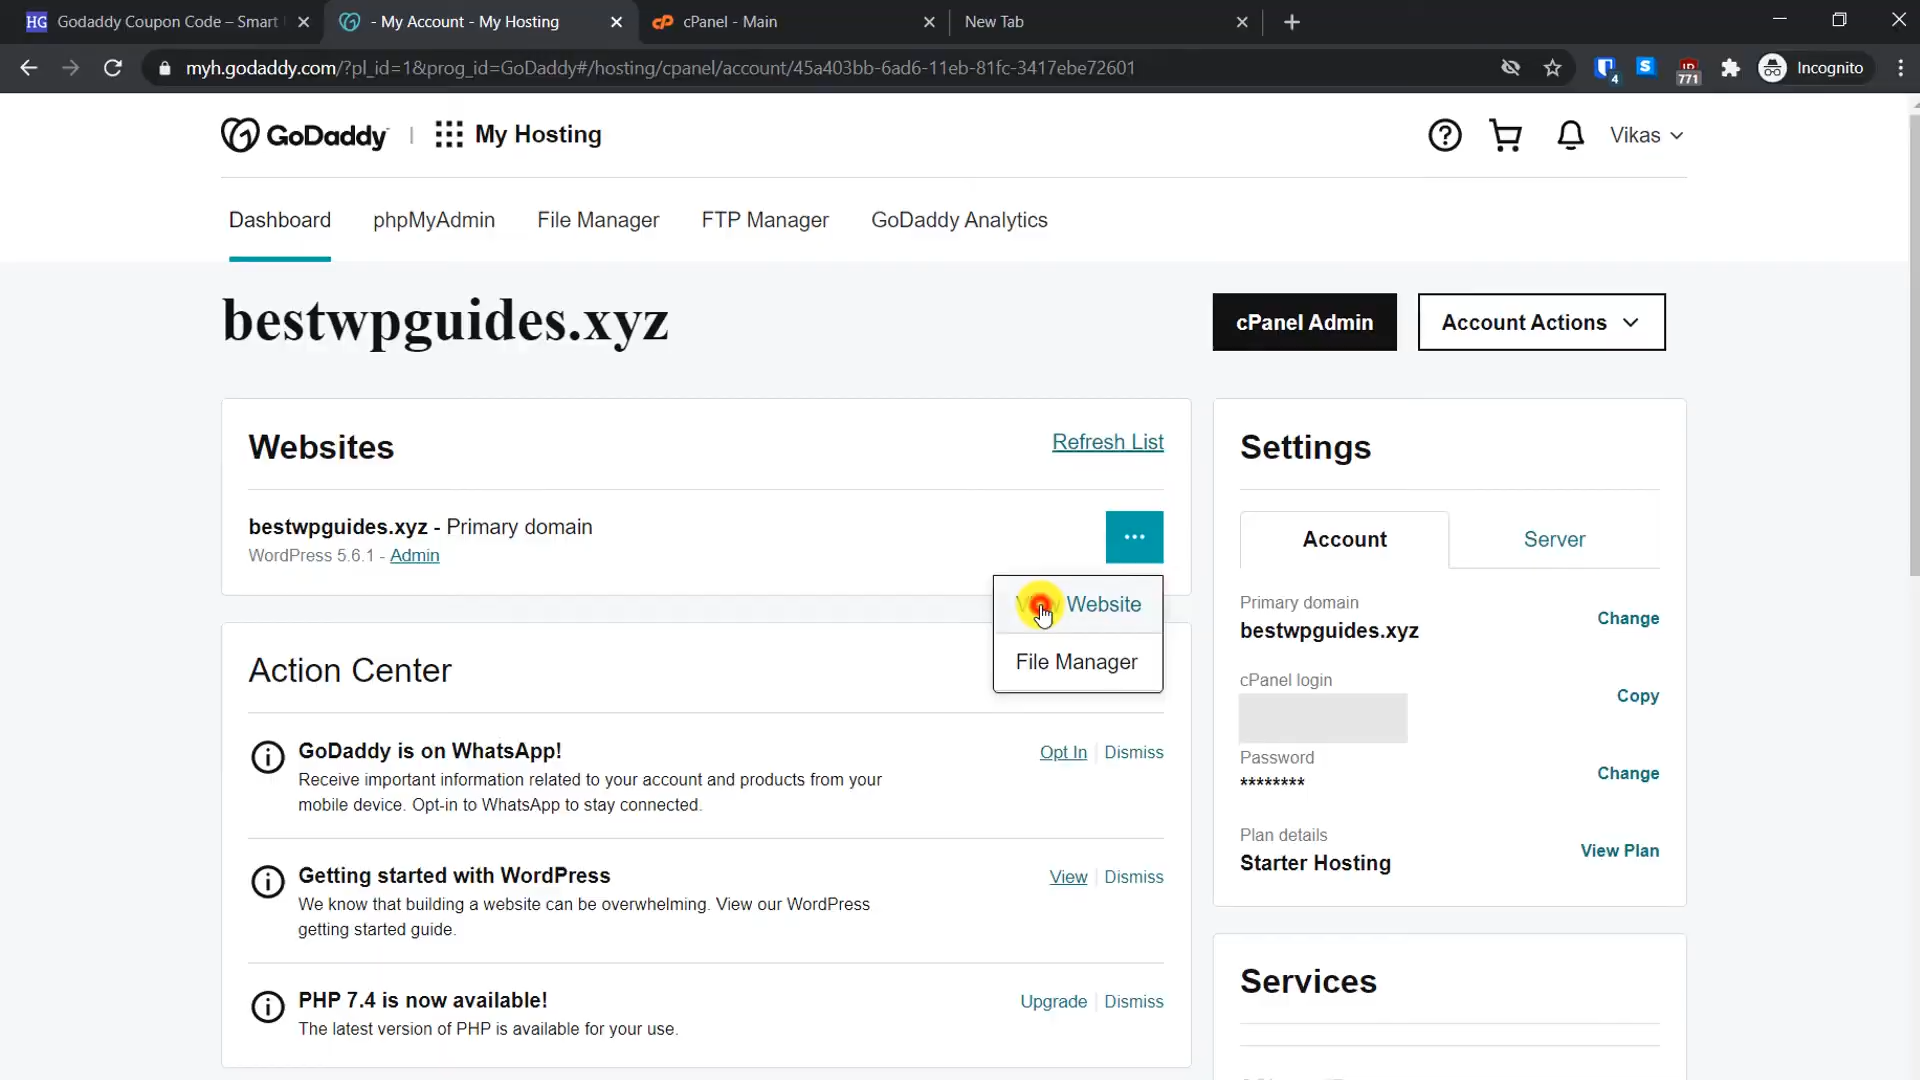 HG Godaddy Coupon Code – Smart
- My Account - My Hosting
cP cPanel - Main
New Tab
myh.godaddy.com/?pl_id=1&prog_id=GoDaddy#/hosting/cpanel/account/45a403bb-6ad6-11eb-81fc-3417ebe72601
4
S
771
Incognito
GoDaddy
My Hosting
Vikas
Dashboard
phpMyAdmin
File Manager
FTP Manager
GoDaddy Analytics
bestwpguides.xyz
cPanel Admin
Account Actions
Websites
Refresh List
bestwpguides.xyz - Primary domain
WordPress 5.6.1 - Admin
Website
File Manager
Action Center
GoDaddy is on WhatsApp!
Receive important information related to your account and products from your
mobile device. Opt-in to WhatsApp to stay connected.
Opt In
Dismiss
Getting started with WordPress
We know that building a website can be overwhelming. View our WordPress
getting started guide.
View
Dismiss
PHP 7.4 is now available!
The latest version of PHP is available for your use.
Upgrade
Dismiss
Settings
Account
Server
Primary domain
bestwpguides.xyz
Change
cPanel login
Copy
Password
********
Change
Plan details
Starter Hosting
View Plan
Services